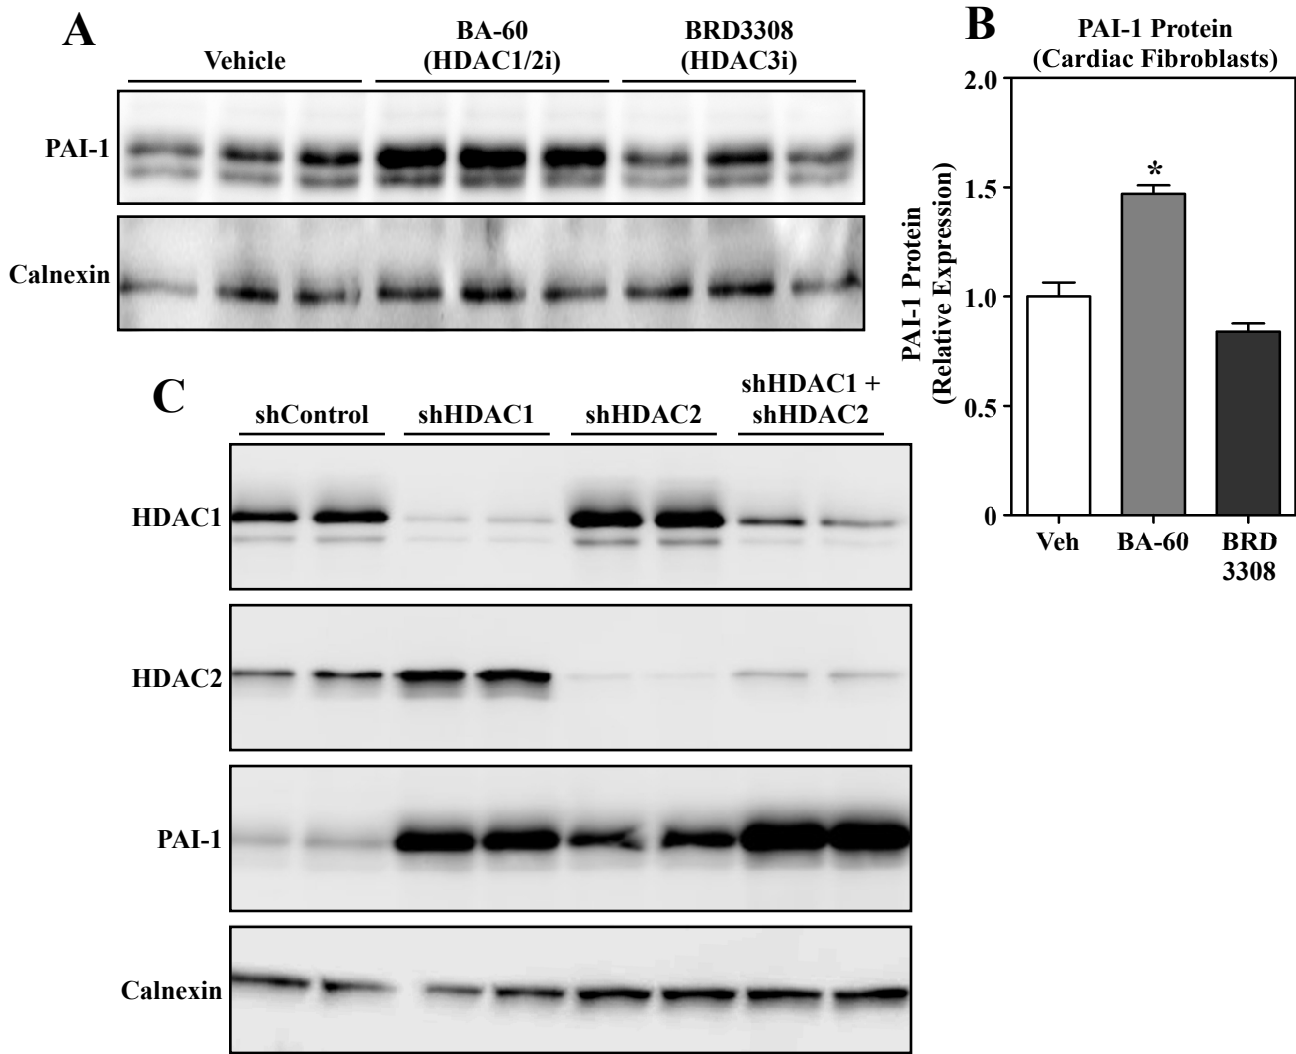 A
Vehicle
BA-60
(HDAC1/2i)
BRD3308
(HDAC3i)
PAI-1
Calnexin
B
PAI-1 Protein
(Cardiac Fibroblasts)
PAI-1 Protein
(Relative Expression)
2.0
1.5
1.0
0.5
0
*
Veh
BA-60
BRD
3308
C
shControl
shHDAC1
shHDAC2
shHDAC1 +
shHDAC2
HDAC1
HDAC2
PAI-1
Calnexin